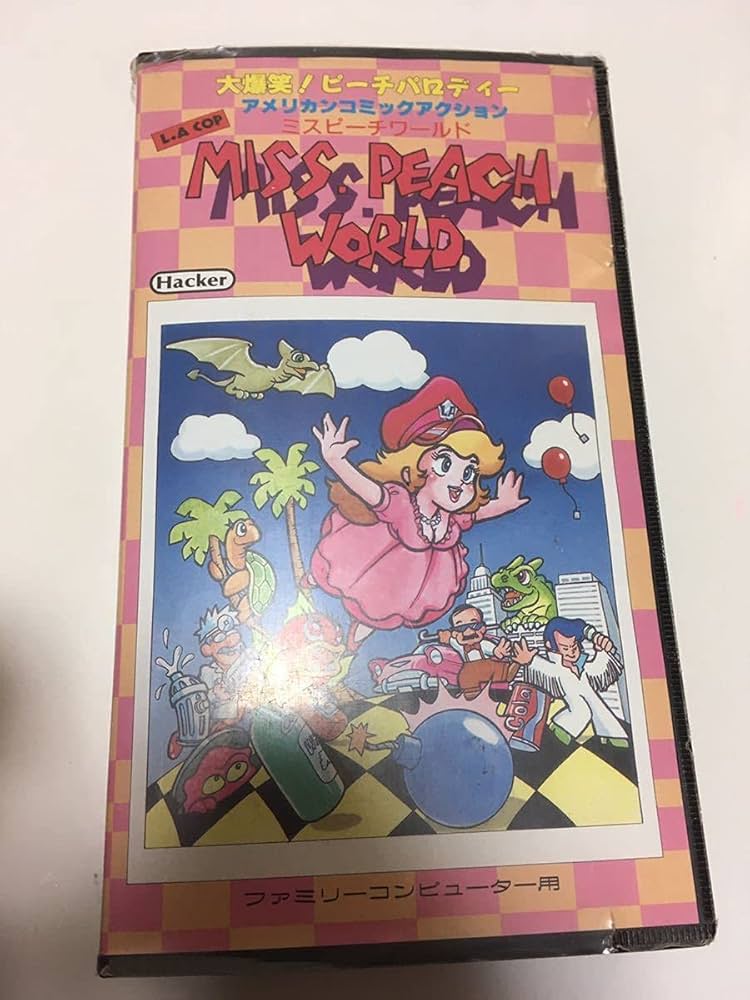 大爆笑!ピーチパロディー
アメリカンコミックアクション
ミスピーチワールド
L.A COP
MISS. PEACH
WORLD
Hacker
Cola
ファミリーコンピューター用